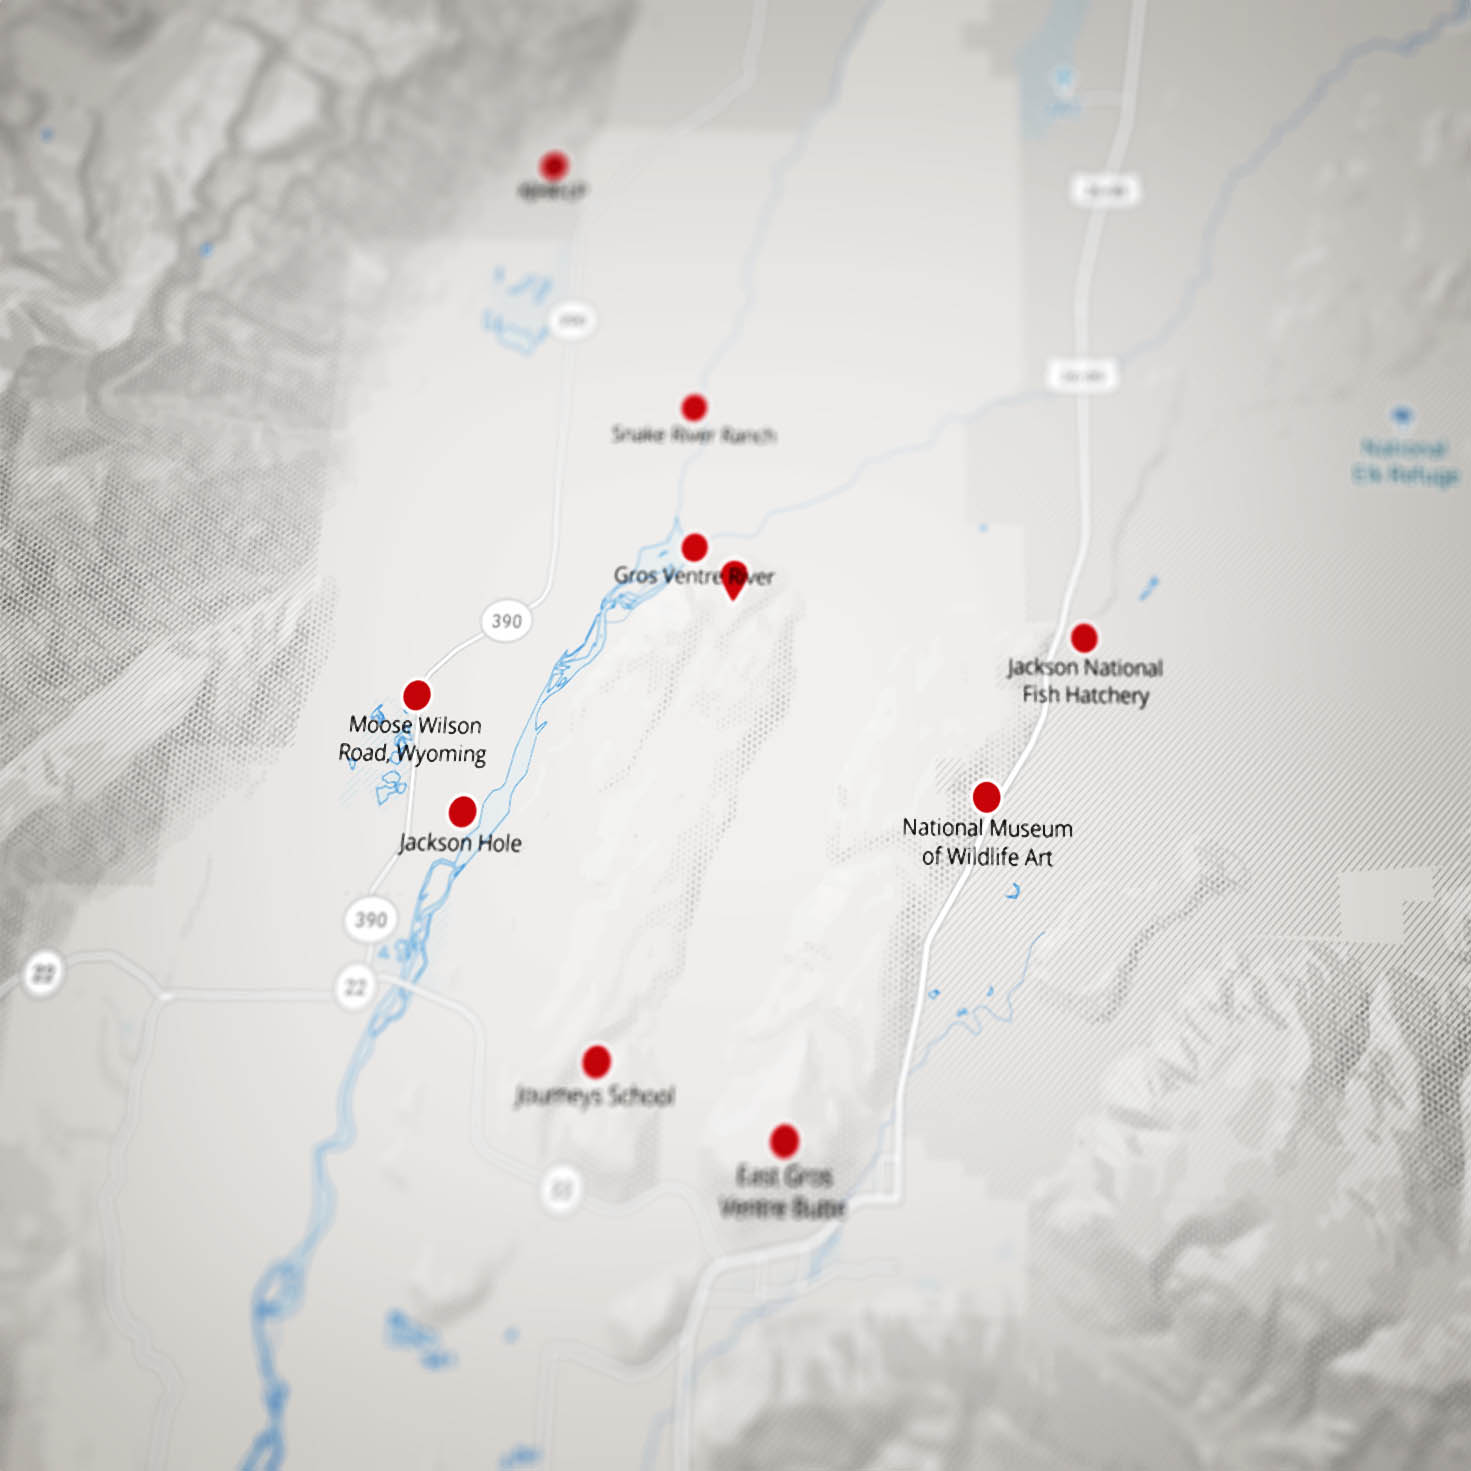 Snake River Ranch
National
Elk Refuge
Gros Ventre River
390
Jackson National
Fish Hatchery
Moose Wilson
Road, Wyoming
National Museum
of Wildlife Art
Jackson Hole
390
22
22
Journeys School
East Gros
Ventre Butte